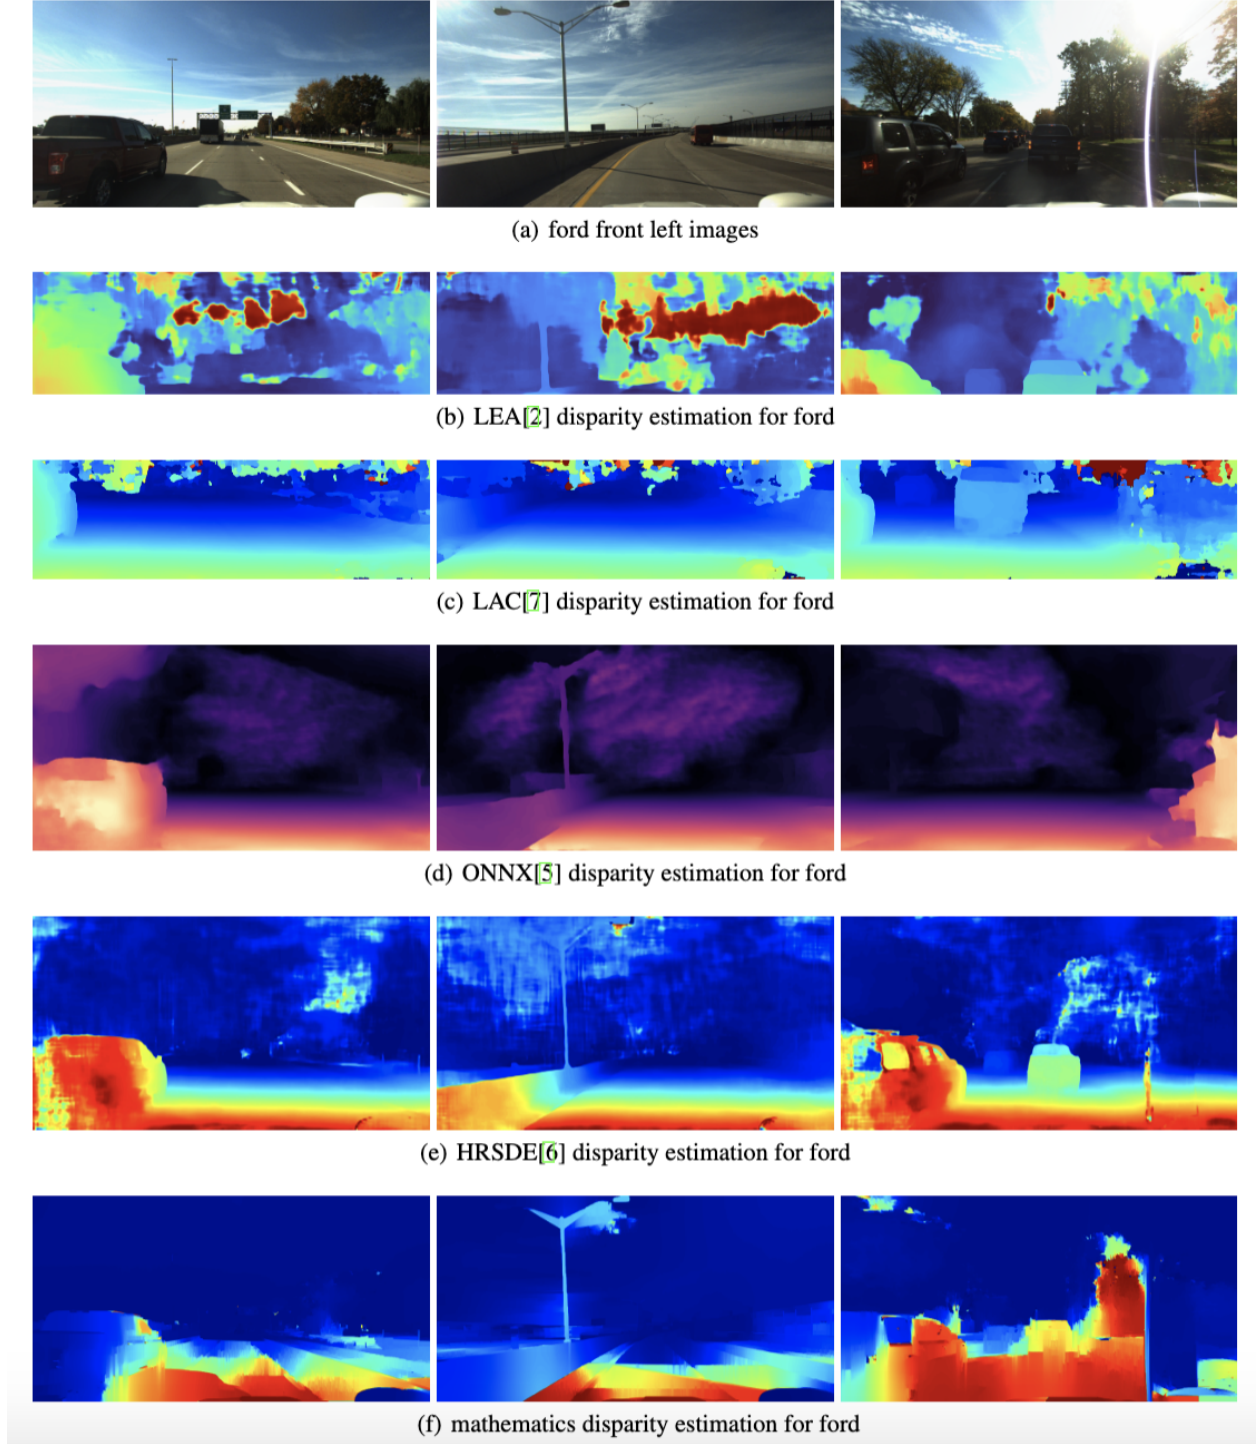 (a) ford front left images
(b) LEA[2] disparity estimation for ford
(c) LAC[7] disparity estimation for ford
(d) ONNX[5] disparity estimation for ford
(e) HRSDE[6] disparity estimation for ford
(f) mathematics disparity estimation for ford